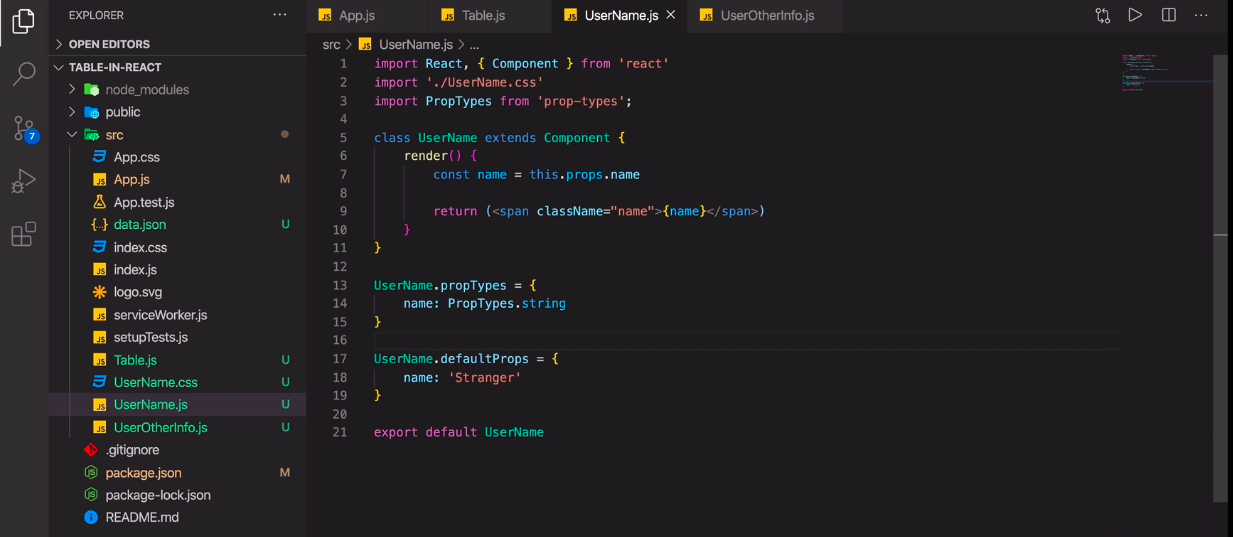 EXPLORER
OPEN EDITORS
TABLE-IN-REACT
node_modules
public
src
App.css
App.js M
App.test.js
{..} data.json U
index.css
index.js
logo.svg
serviceWorker.js
setupTests.js
Table.js U
UserName.css U
UserName.js U
UserOtherInfo.js U
.gitignore
package.json M
package-lock.json
README.md
7
JS App.js JS Table.js JS UserName.js × JS UserOtherInfo.js
src > JS UserName.js > ...
1 import React, { Component } from 'react'
2 import './UserName.css'
3 import PropTypes from 'prop-types';
4
5 class UserName extends Component {
6 render() {
7 const name = this.props.name
8
9 return (<span className="name">{name}</span>)
10 }
11 }
12
13 UserName.propTypes = {
14 name: PropTypes.string
15 }
16
17 UserName.defaultProps = {
18 name: 'Stranger'
19 }
20
21 export default UserName